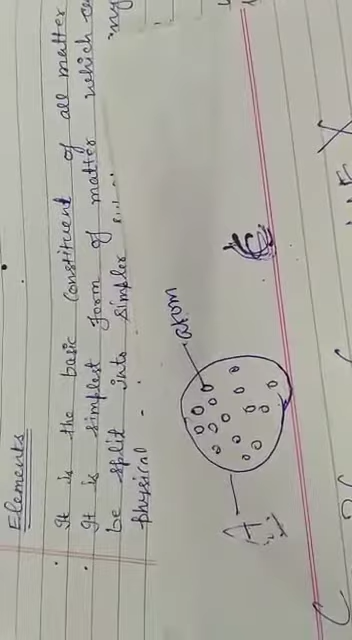 Elements
. It is the basic constituent of all matter
. It is simplest form of matter which
be split into simpler
physical -
atom
A